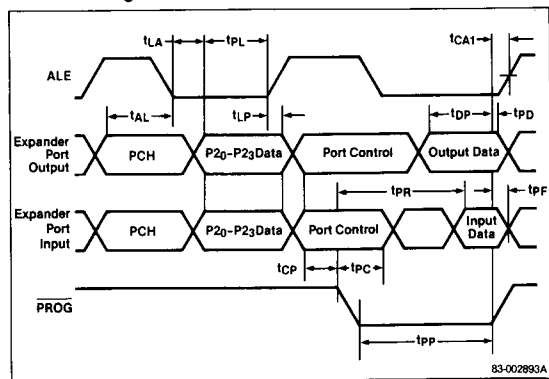 tLA tPL tCA1
ALE
tAL tLP tDP tPD
Expander Port Output
PCH P20-P23Data Port Control Output Data
tPR tPF
Expander Port Input
PCH P20-P23Data Port Control Input Data
tCP tPC
PROG
tPP
83-002893A